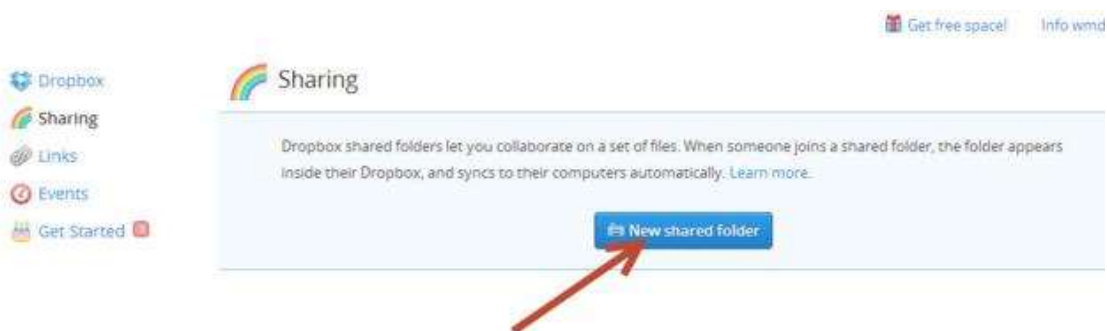 Get free space! Info wmd
Dropbox
Sharing
Links
Events
Get Started
Sharing
Dropbox shared folders let you collaborate on a set of files. When someone joins a shared folder, the folder appears
inside their Dropbox, and syncs to their computers automatically. Learn more.
New shared folder